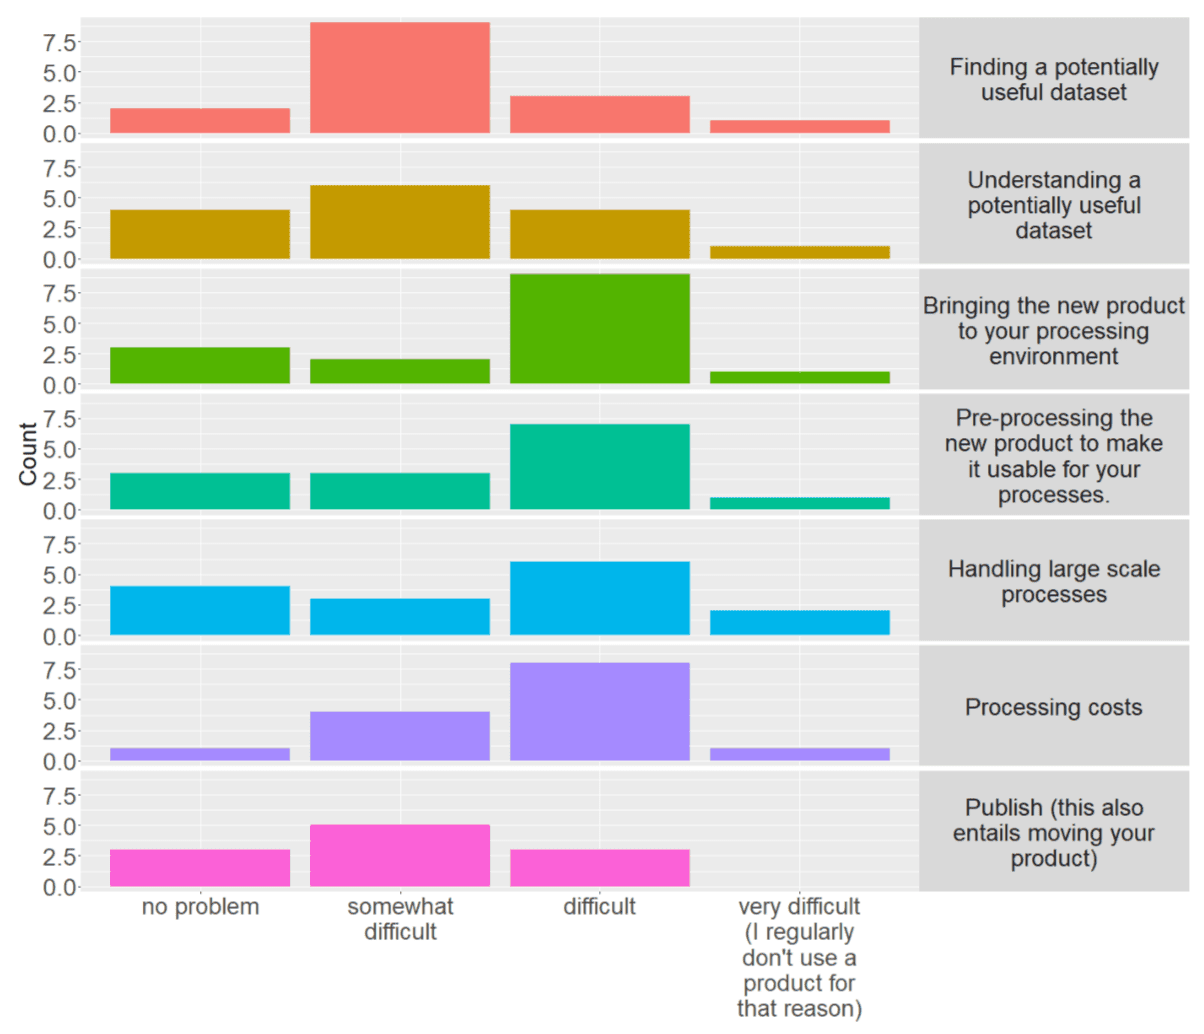 7.5
5.0
2.5
0.0
Finding a potentially
useful dataset
7.5
5.0
2.5
0.0
Understanding a
potentially useful
dataset
7.5
5.0
2.5
0.0
Bringing the new product
to your processing
environment
Count
7.5
5.0
2.5
0.0
Pre-processing the
new product to make
it usable for your
processes.
7.5
5.0
2.5
0.0
Handling large scale
processes
7.5
5.0
2.5
0.0
Processing costs
7.5
5.0
2.5
0.0
Publish (this also
entails moving your
product)
no problem
somewhat
difficult
difficult
very difficult
(I regularly
don't use a
product for
that reason)